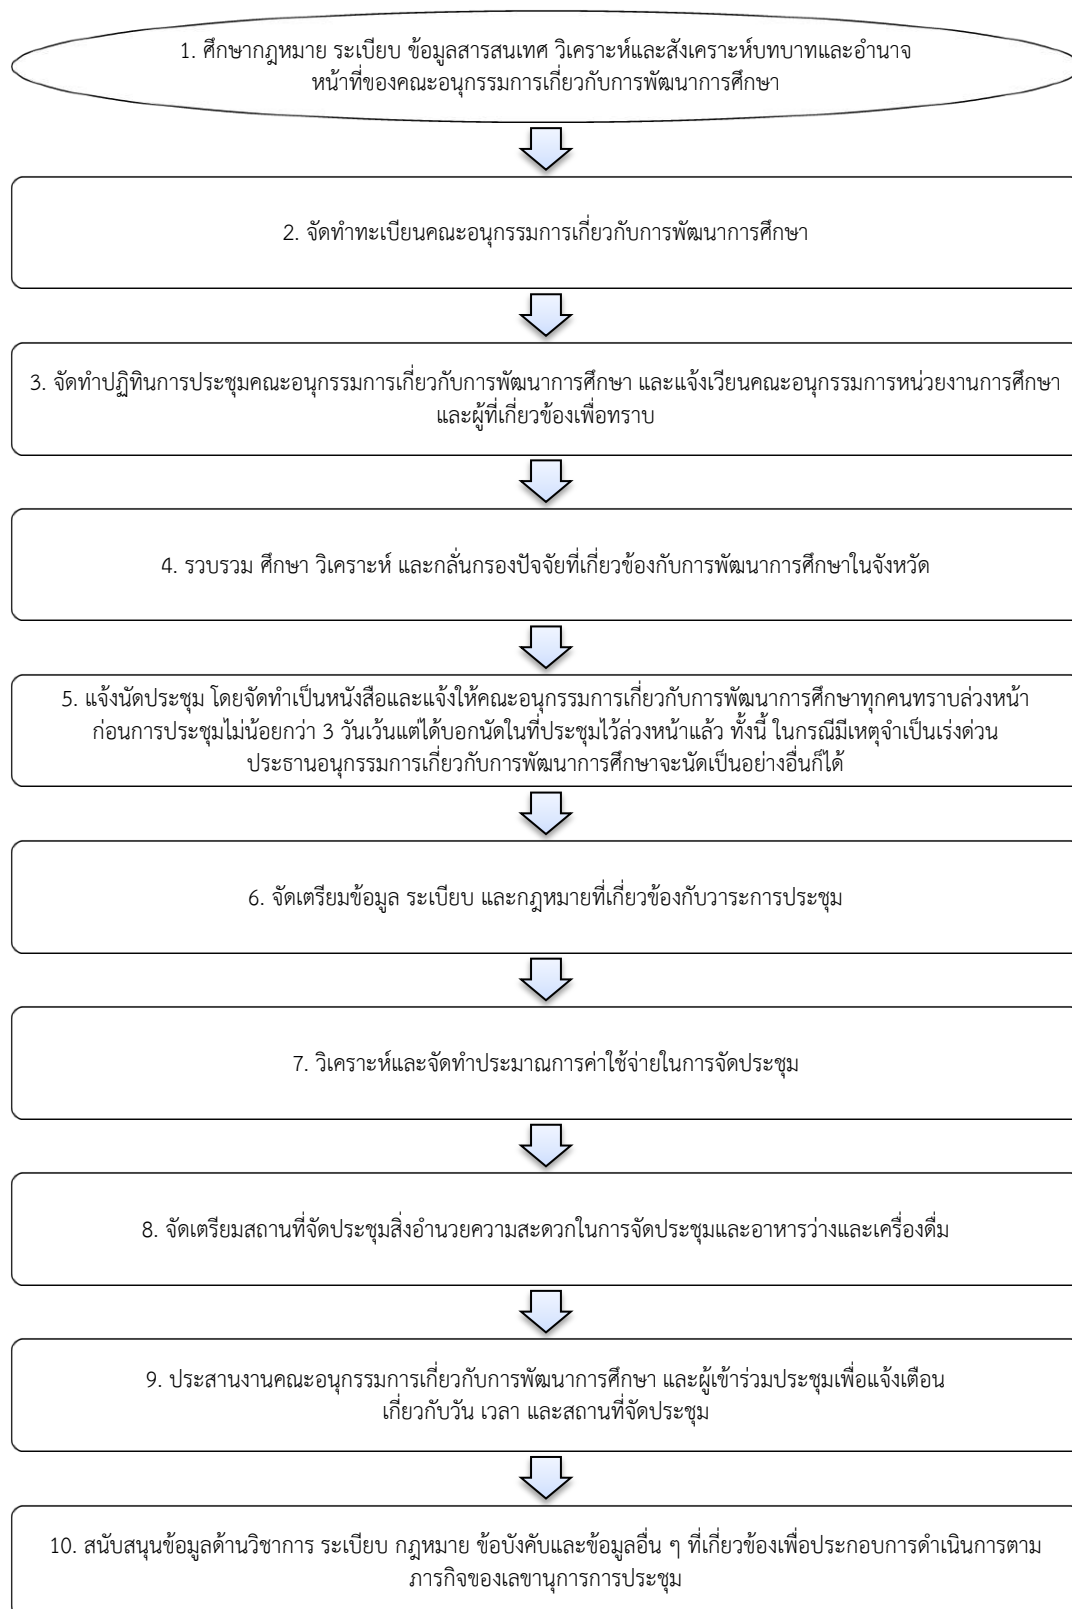 1. ศึกษากฎหมาย ระเบียบ ข้อมูลสารสนเทศ วิเคราะห์และสังเคราะห์บทบาทและอำนาจ
หน้าที่ของคณะอนุกรรมการเกี่ยวกับการพัฒนาการศึกษา
2. จัดทำทะเบียนคณะอนุกรรมการเกี่ยวกับการพัฒนาการศึกษา
3. จัดทำปฏิทินการประชุมคณะอนุกรรมการเกี่ยวกับการพัฒนาการศึกษา และแจ้งเวียนคณะอนุกรรมการหน่วยงานการศึกษา
และผู้ที่เกี่ยวข้องเพื่อทราบ
4. รวบรวม ศึกษา วิเคราะห์ และกลั่นกรองปัจจัยที่เกี่ยวข้องกับการพัฒนาการศึกษาในจังหวัด
5. แจ้งนัดประชุม โดยจัดทำเป็นหนังสือและแจ้งให้คณะอนุกรรมการเกี่ยวกับการพัฒนาการศึกษาทุกคนทราบล่วงหน้า
ก่อนการประชุมไม่น้อยกว่า 3 วันเว้นแต่ได้บอกนัดในที่ประชุมไว้ล่วงหน้าแล้ว ทั้งนี้ ในกรณีมีเหตุจำเป็นเร่งด่วน
ประธานอนุกรรมการเกี่ยวกับการพัฒนาการศึกษาจะนัดเป็นอย่างอื่นก็ได้
6. จัดเตรียมข้อมูล ระเบียบ และกฎหมายที่เกี่ยวข้องกับวาระการประชุม
7. วิเคราะห์และจัดทำประมาณการค่าใช้จ่ายในการจัดประชุม
8. จัดเตรียมสถานที่จัดประชุมสิ่งอำนวยความสะดวกในการจัดประชุมและอาหารว่างและเครื่องดื่ม
9. ประสานงานคณะอนุกรรมการเกี่ยวกับการพัฒนาการศึกษา และผู้เข้าร่วมประชุมเพื่อแจ้งเตือน
เกี่ยวกับวัน เวลา และสถานที่จัดประชุม
10. สนับสนุนข้อมูลด้านวิชาการ ระเบียบ กฎหมาย ข้อบังคับและข้อมูลอื่น ๆ ที่เกี่ยวข้องเพื่อประกอบการดำเนินการตาม
ภารกิจของเลขานุการการประชุม